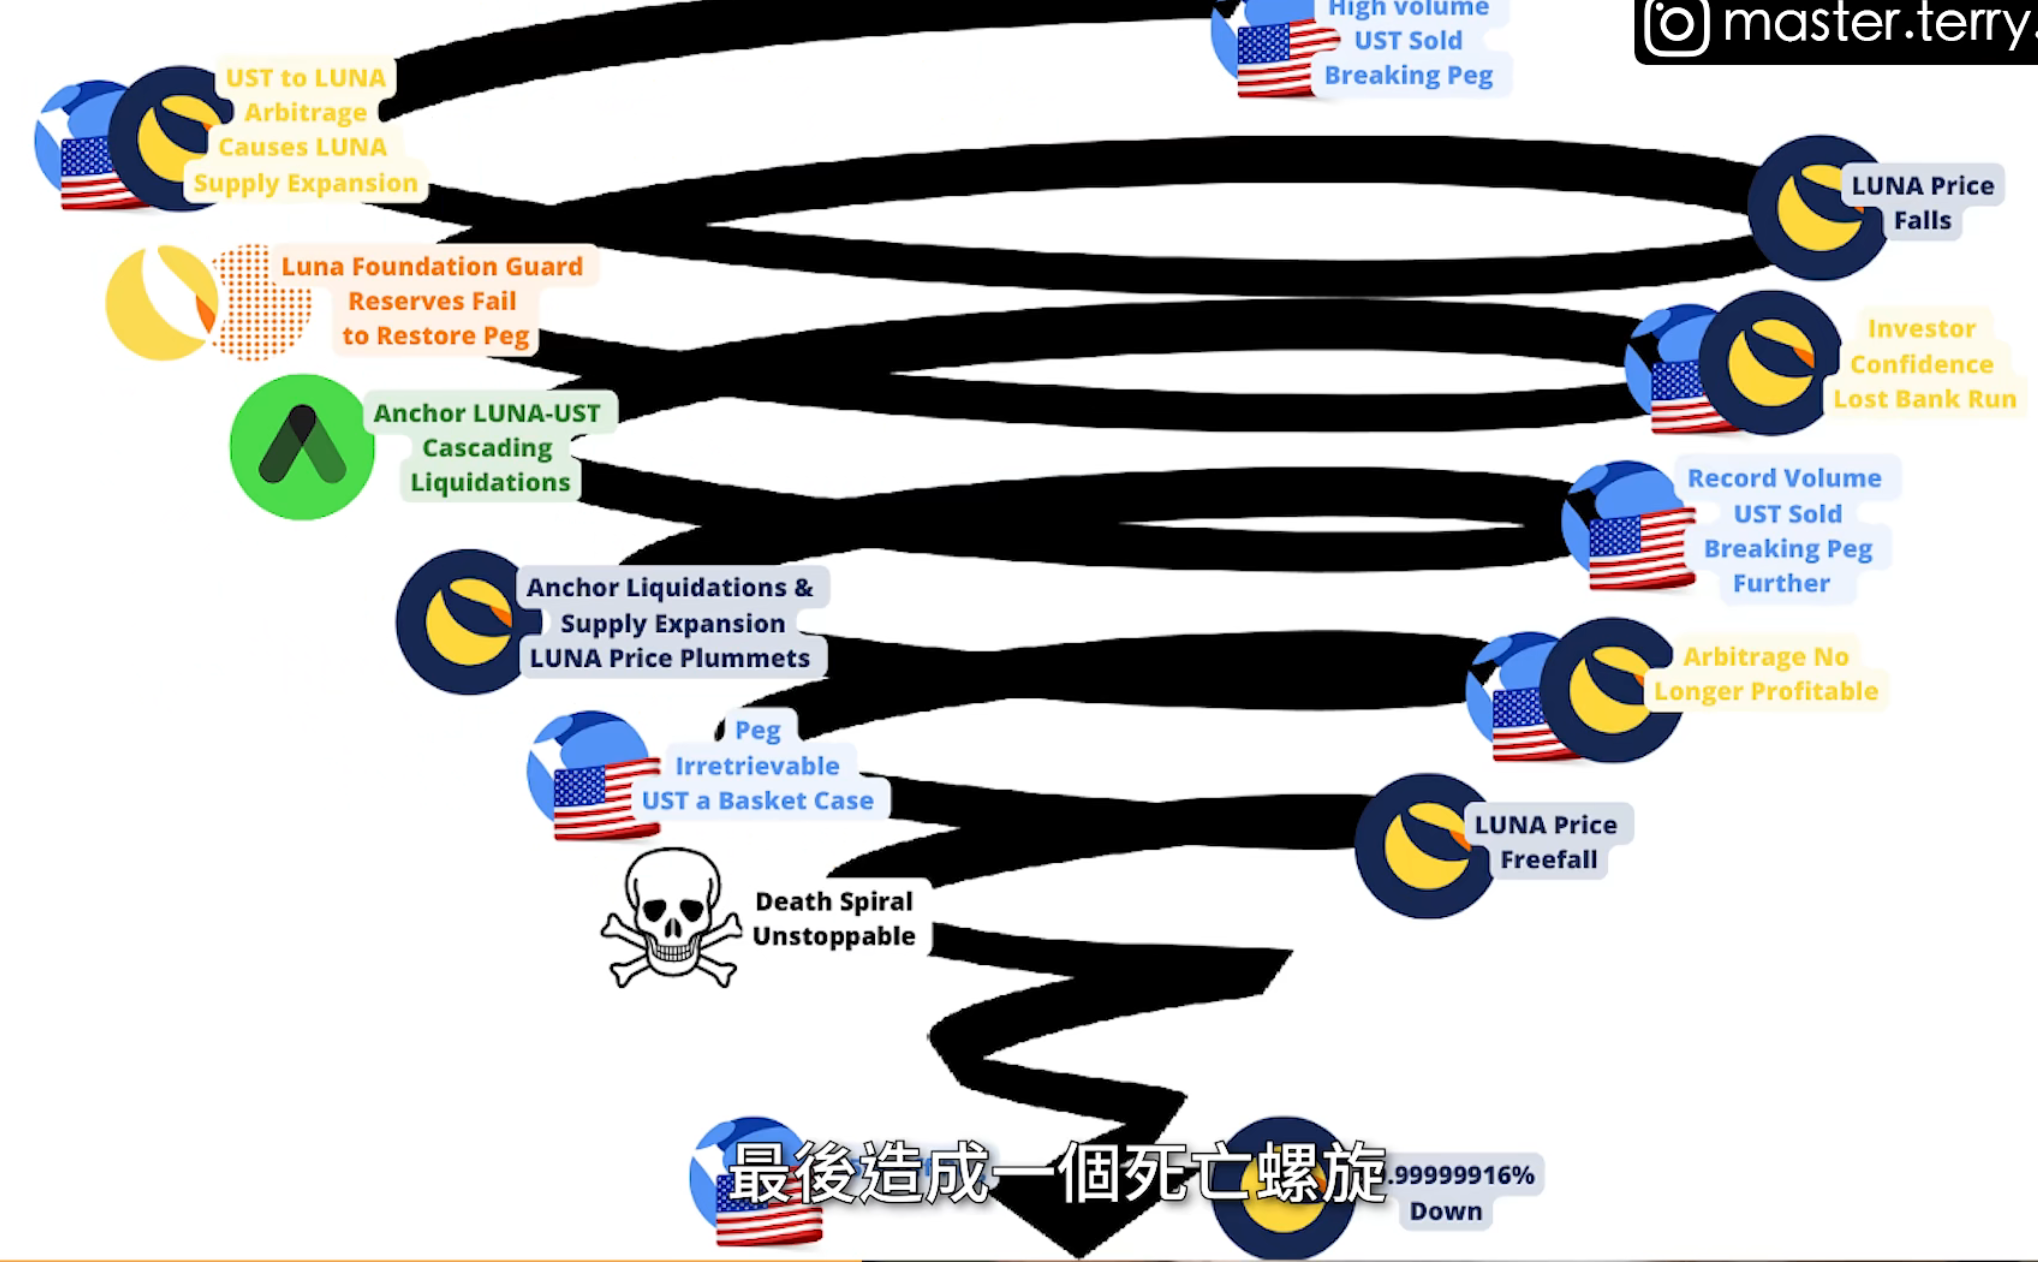 High volume
UST Sold
Breaking Peg
master.terry.
UST to LUNA
Arbitrage
Causes LUNA
Supply Expansion
LUNA Price
Falls
Luna Foundation Guard
Reserves Fail
to Restore Peg
Investor
Confidence
Lost Bank Run
Anchor LUNA-UST
Cascading
Liquidations
Record Volume
UST Sold
Breaking Peg
Further
Anchor Liquidations &
Supply Expansion
LUNA Price Plummets
Arbitrage No
Longer Profitable
Peg
Irretrievable
UST a Basket Case
LUNA Price
Freefall
Death Spiral
Unstoppable
最後造成一個死亡螺旋
.99999916%
Down